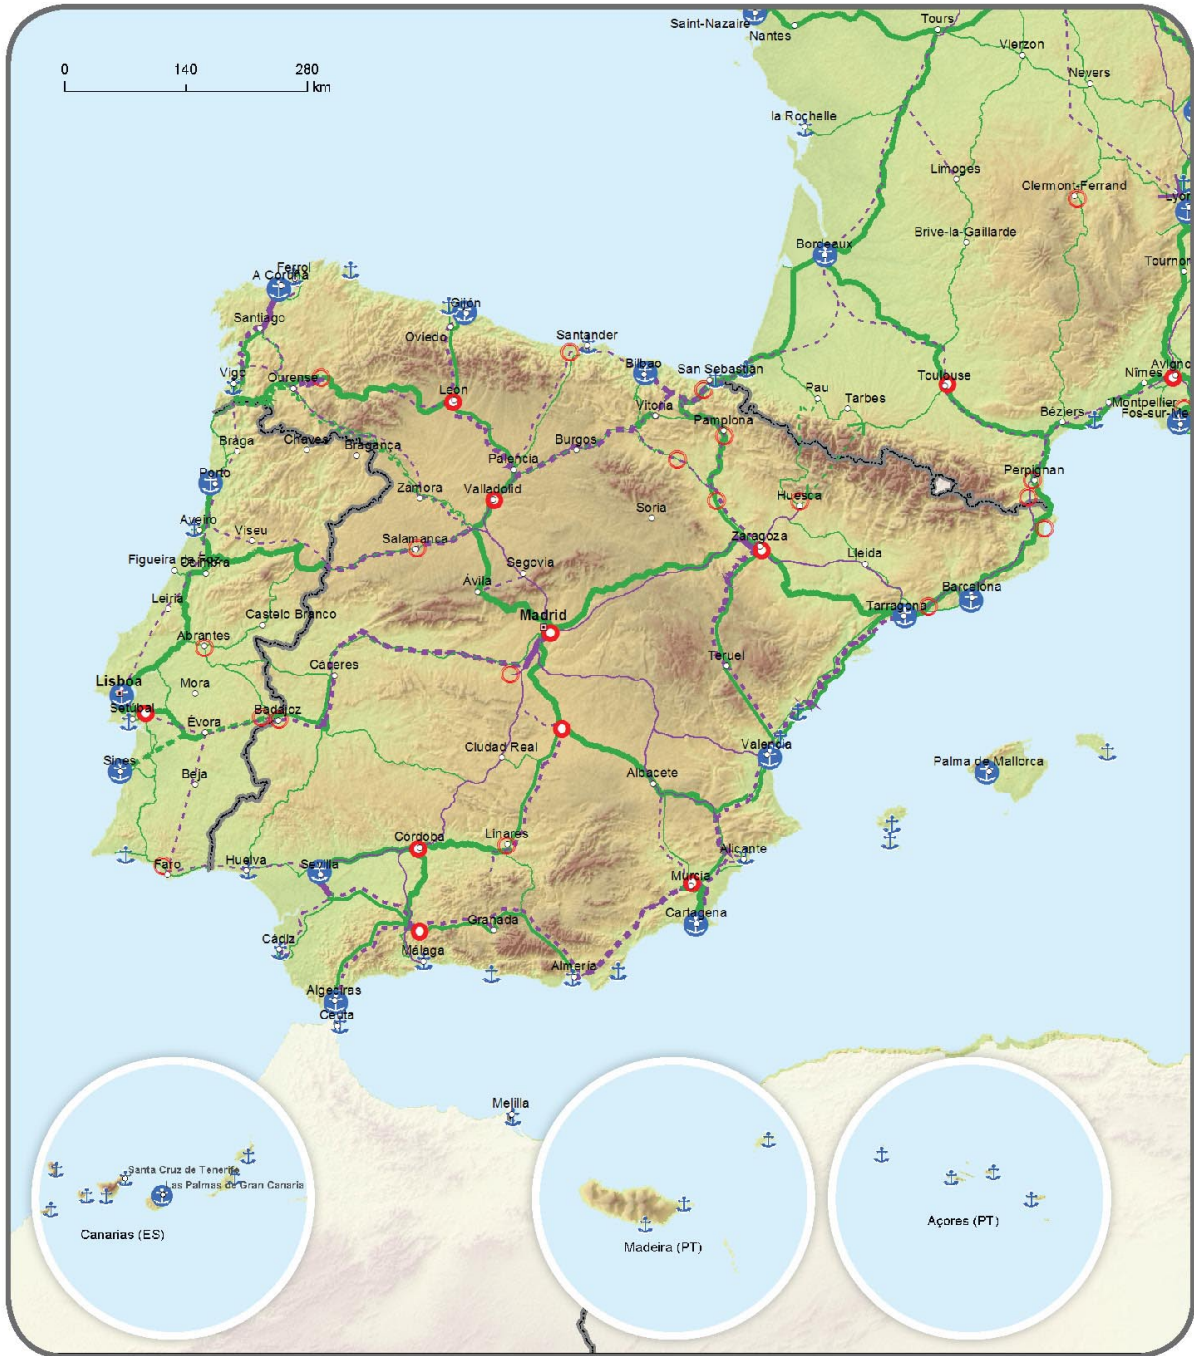 Saint-Nazaire
Nantes
Tours
Vierzon
Nevers
0 140 280
km
la Rochelle
Limoges
Clermont-Ferrand
Lyon
Bordeaux
Brive-la-Gaillarde
Ferrol
A Coruña
Santiago
Gijón
Oviedo
Santander
Bilbao
San Sebastian
Vigo
Ourense
León
Vitoria
Pau
Tarbes
Toulouse
Nîmes
Montpellier
Béziers
Pamplona
Braga
Chaves
Bragança
Burgos
Palencia
Perpignan
Porto
Zamora
Valladolid
Soria
Huesca
Aveiro
Viseu
Salamanca
Zaragoza
Lleida
Figueira da Foz
Coimbra
Segovia
Ávila
Barcelona
Tarragona
Leiria
Castelo Branco
Madrid
Abrantes
Cáceres
Teruel
Lisboa
Mora
Setúbal
Badajoz
Évora
Ciudad Real
Valencia
Sines
Beja
Albacete
Palma de Mallorca
Córdoba
Linares
Faro
Huelva
Sevilla
Alicante
Murcia
Cádiz
Granada
Cartagena
Málaga
Almería
Algeciras
Ceuta
Melilla
Santa Cruz de Tenerife
Las Palmas de Gran Canaria
Canarias (ES)
Madeira (PT)
Açores (PT)